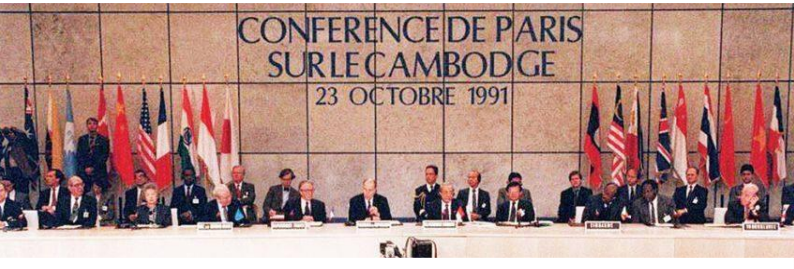 CONFERENCE DE PARIS
SUR LE CAMBODGE
23 OCTOBRE 1991